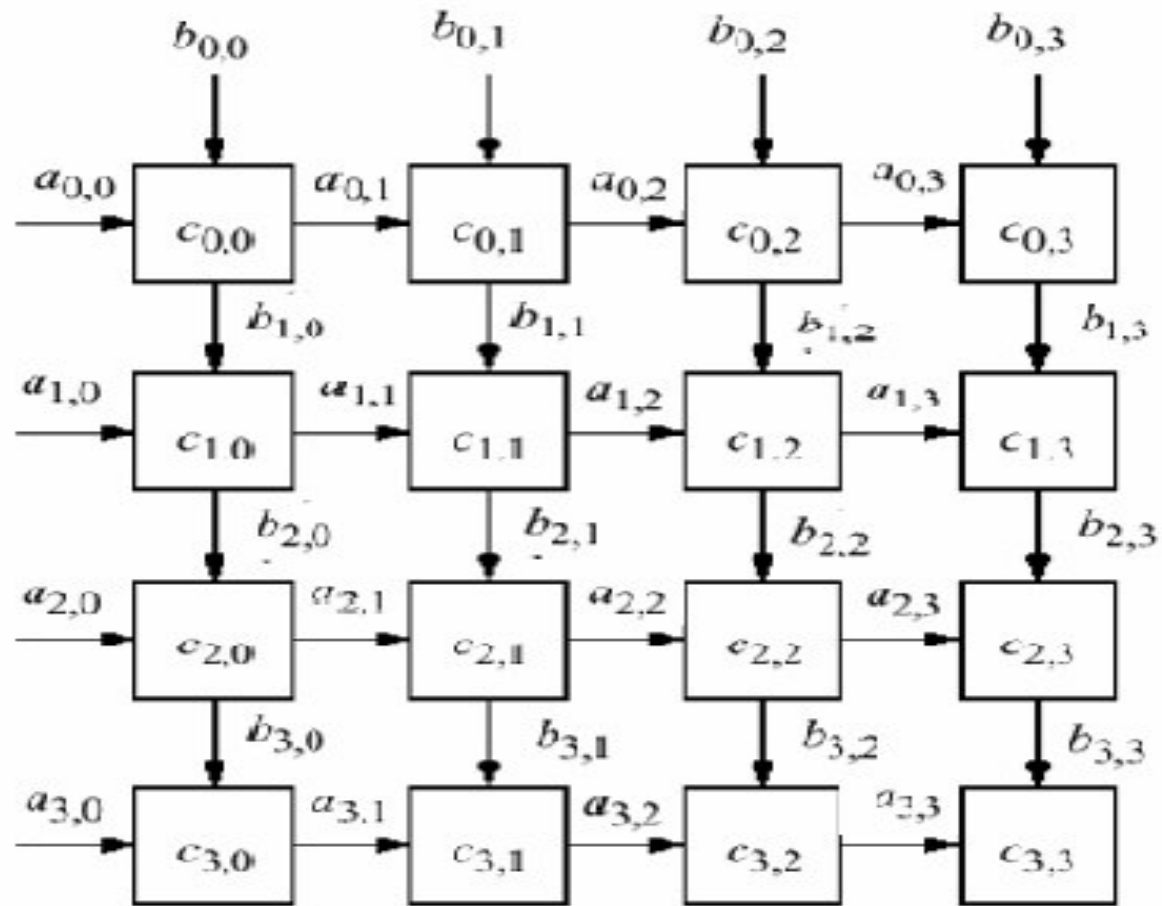 b0,0 b0,1 b0,2 b0,3
a0,0 a0,1 a0,2 a0,3
c0,0 c0,1 c0,2 c0,3
b1,0 b1,1 b1,2 b1,3
a1,0 a1,1 a1,2 a1,3
c1,0 c1,1 c1,2 c1,3
b2,0 b2,1 b2,2 b2,3
a2,0 a2,1 a2,2 a2,3
c2,0 c2,1 c2,2 c2,3
b3,0 b3,1 b3,2 b3,3
a3,0 a3,1 a3,2 a3,3
c3,0 c3,1 c3,2 c3,3